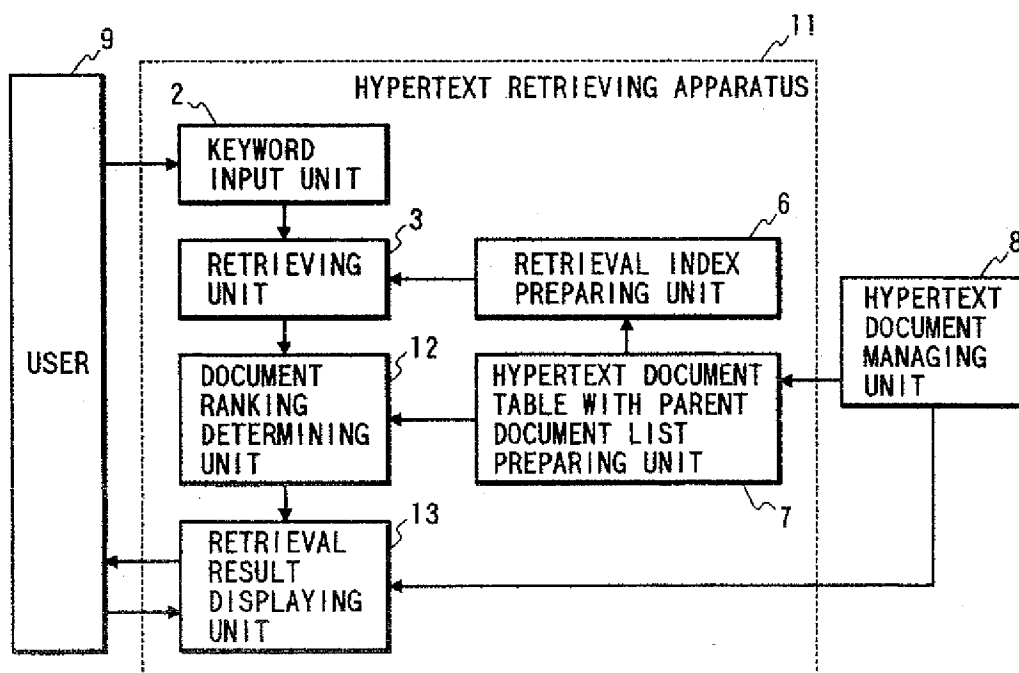 9
11
HYPERTEXT RETRIEVING APPARATUS
2
KEYWORD
INPUT UNIT
3
RETRIEVING
UNIT
6
RETRIEVAL INDEX
PREPARING UNIT
8
HYPERTEXT
DOCUMENT
MANAGING
UNIT
USER
12
DOCUMENT
RANKING
DETERMINING
UNIT
HYPERTEXT DOCUMENT
TABLE WITH PARENT
DOCUMENT LIST
PREPARING UNIT
7
13
RETRIEVAL
RESULT
DISPLAYING
UNIT